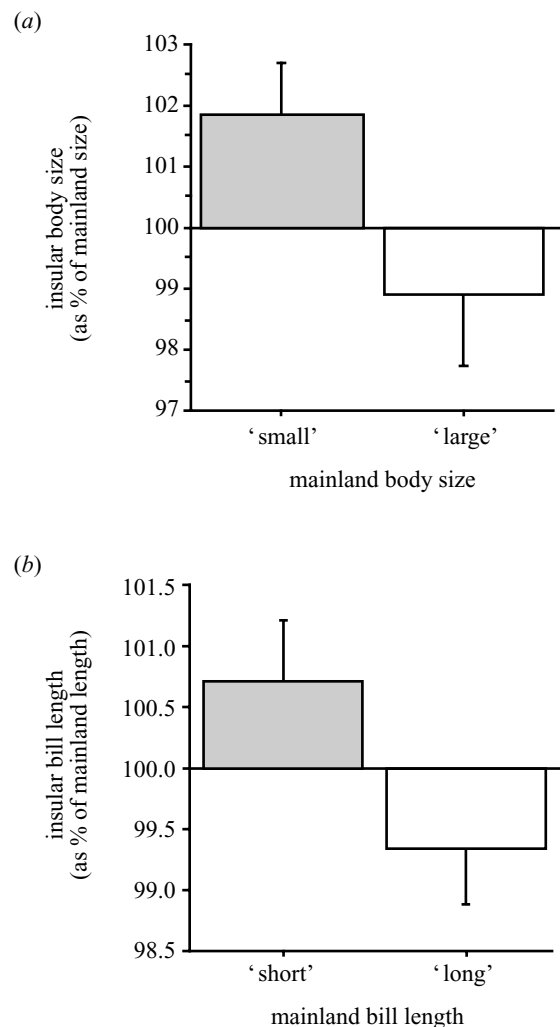 (a)
103
102
101
100
99
98
97
insular body size
(as % of mainland size)
‘small’ ‘large’
mainland body size
(b)
101.5
101.0
100.5
100.0
99.5
99.0
98.5
insular bill length
(as % of mainland length)
‘short’ ‘long’
mainland bill length